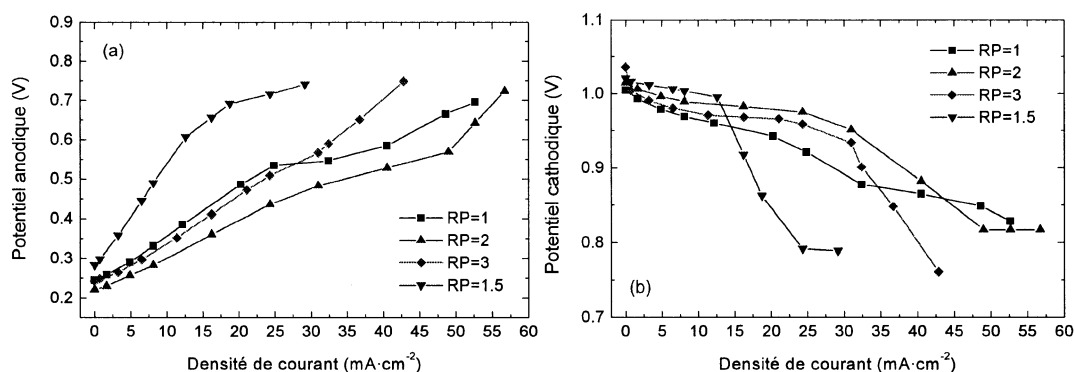 (a)
Potentiel anodique (V)
0.9
0.8
0.7
0.6
0.5
0.4
0.3
0.2
RP=1
RP=2
RP=3
RP=1.5
0 5 10 15 20 25 30 35 40 45 50 55 60
Densité de courant (mA·cm-2)
(b)
Potentiel cathodique (V)
1.1
1.0
0.9
0.8
0.7
RP=1
RP=2
RP=3
RP=1.5
0 5 10 15 20 25 30 35 40 45 50 55 60
Densité de courant (mA·cm-2)